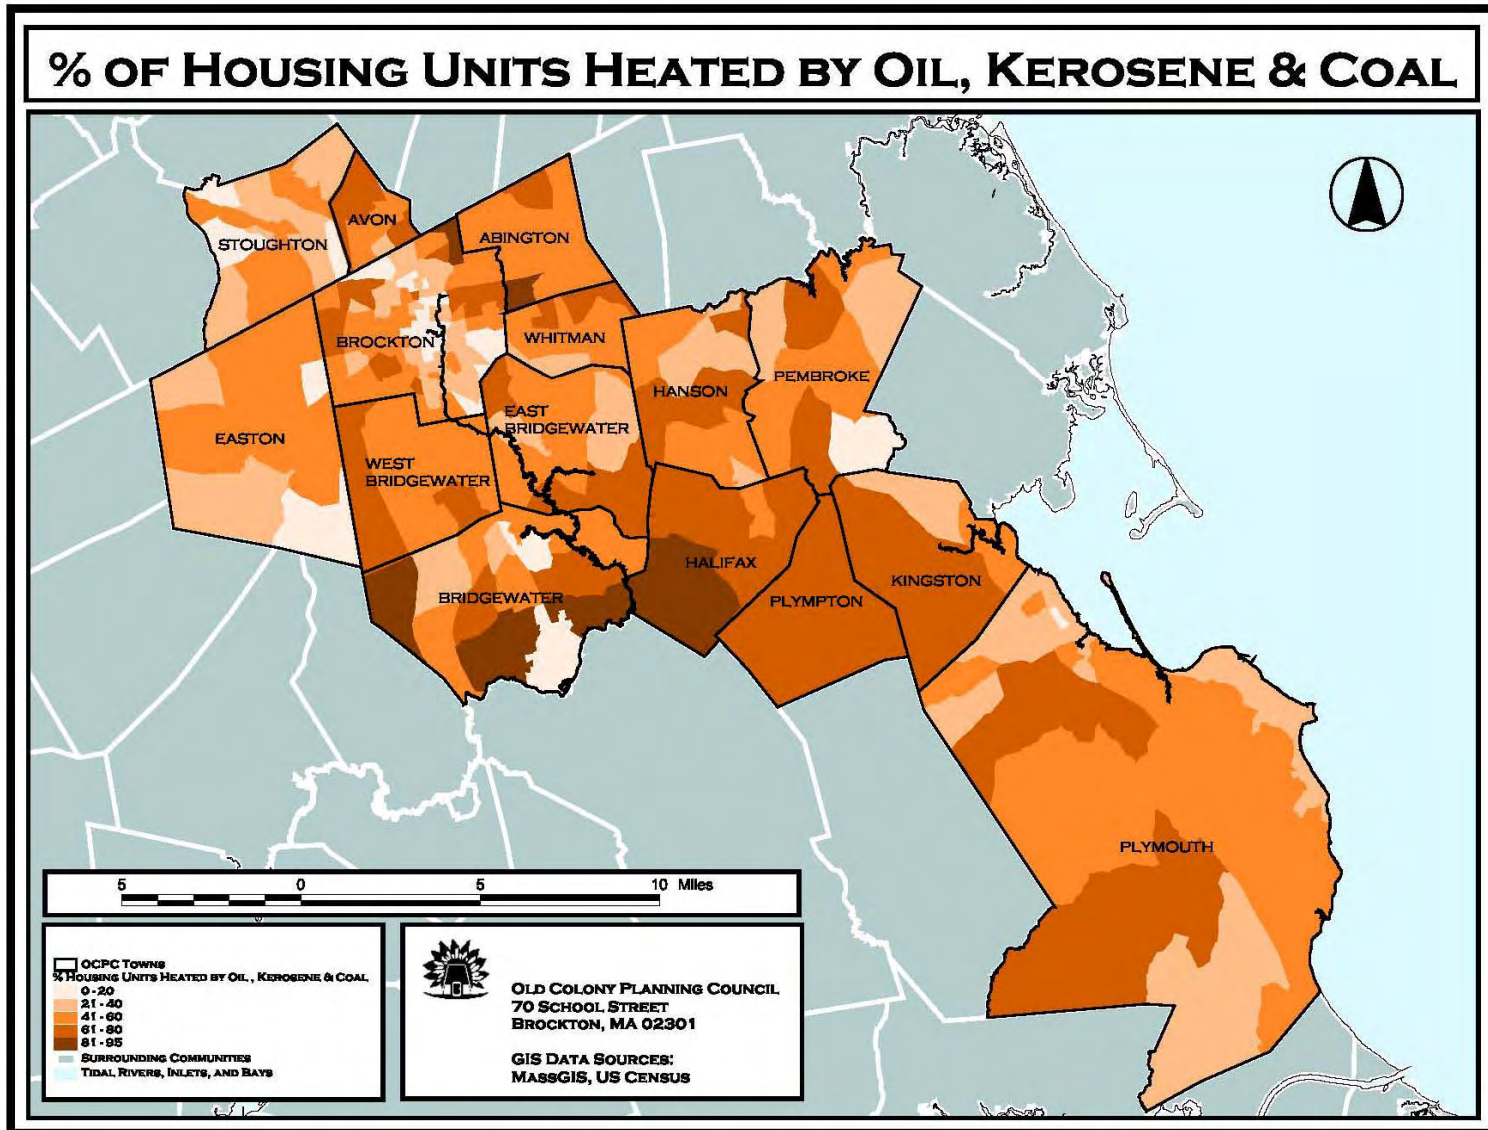 % OF HOUSING UNITS HEATED BY OIL, KEROSENE & COAL
STOUGHTON
AVON
ABINGTON
BROCKTON
WHITMAN
HANSON
PEMBROKE
EASTON
EAST
BRIDGEWATER
WEST
BRIDGEWATER
BRIDGEWATER
HALIFAX
PLYMPTON
KINGSTON
PLYMOUTH
5 0 5 10 Miles
OCPC TOWNS
% HOUSING UNITS HEATED BY OIL, KEROSENE & COAL
0 - 20
21 - 40
41 - 60
61 - 80
81 - 95
SURROUNDING COMMUNITIES
TIDAL RIVERS, INLETS, AND BAYS
OLD COLONY PLANNING COUNCIL
70 SCHOOL STREET
BROCKTON, MA 02301
GIS DATA SOURCES:
MASSGIS, US CENSUS